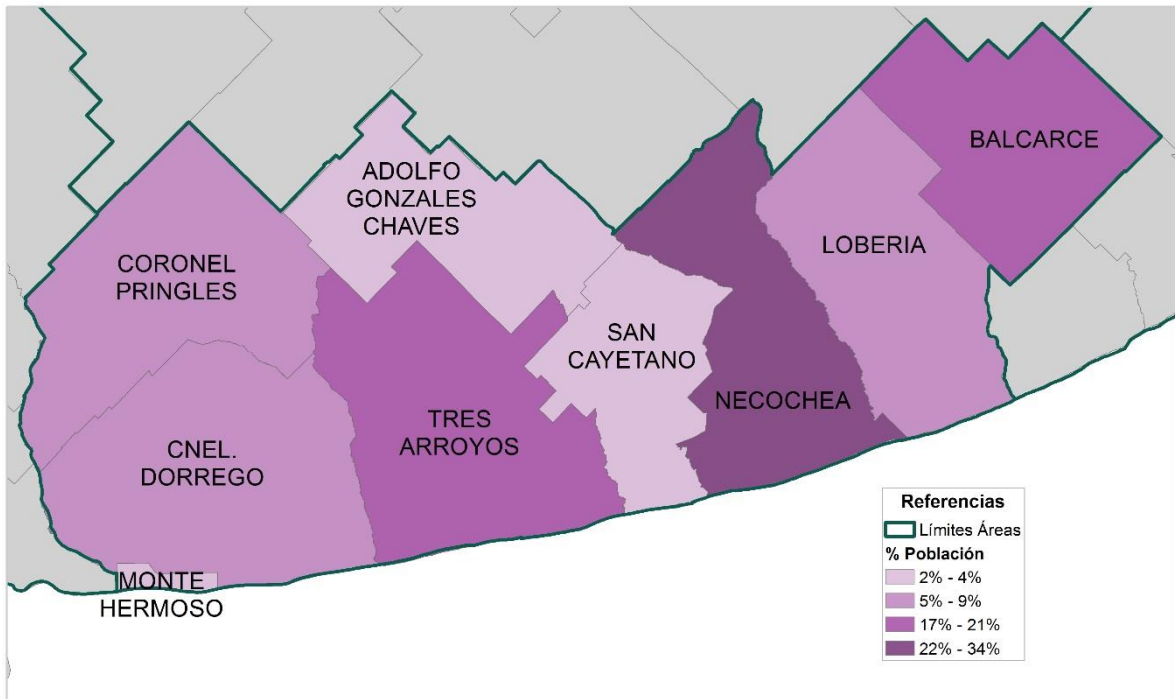 BALCARCE
ADOLFO
GONZALES
CHAVES
LOBERIA
CORONEL
PRINGLES
SAN
CAYETANO
NECOCHEA
TRES
ARROYOS
CNEL.
DORREGO
MONTE
HERMOSO
Referencias
Límites Áreas
% Población
2% - 4%
5% - 9%
17% - 21%
22% - 34%